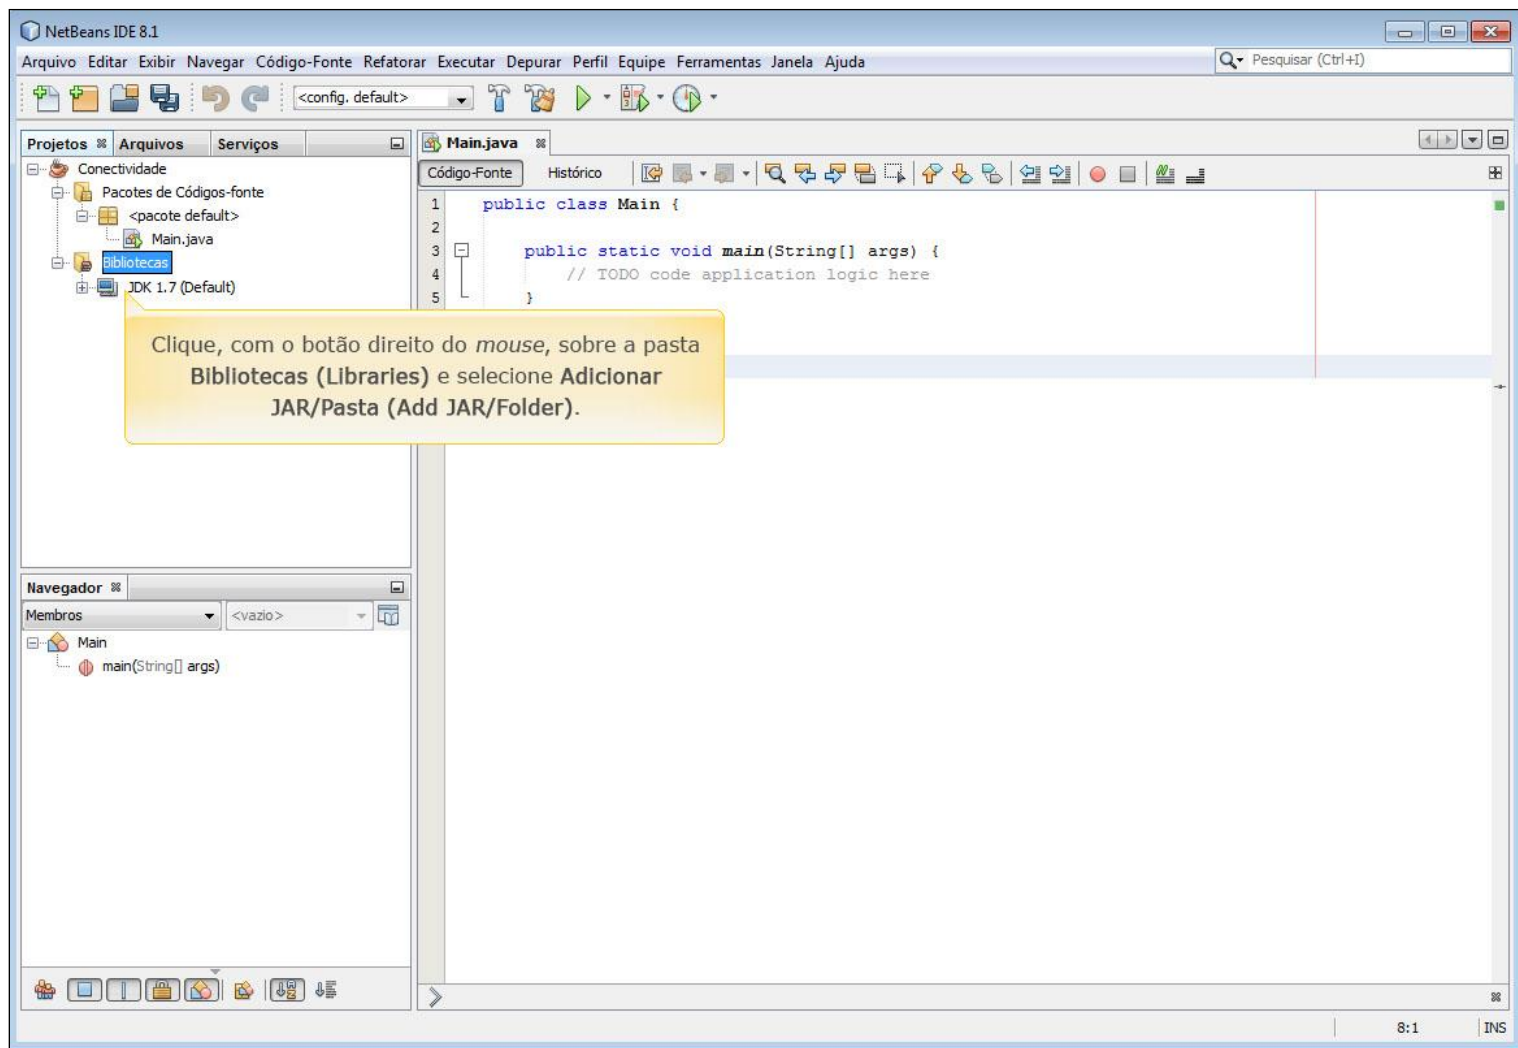 NetBeans IDE 8.1
Arquivo Editar Exibir Navegar Código-Fonte Refatorar Executar Depurar Perfil Equipe Ferramentas Janela Ajuda
Pesquisar (Ctrl+I)
<config. default>
Projetos Arquivos Serviços
Main.java
Conectividade
Código-Fonte Histórico
Pacotes de Códigos-fonte
<pacote default>
Main.java
Bibliotecas
JDK 1.7 (Default)
1 public class Main {
2
3 public static void main(String[] args) {
4 // TODO code application logic here
5 }
Clique, com o botão direito do mouse, sobre a pasta
Bibliotecas (Libraries) e selecione Adicionar
JAR/Pasta (Add JAR/Folder).
Navegador
Membros <vazio>
Main
main(String[] args)
8:1 INS